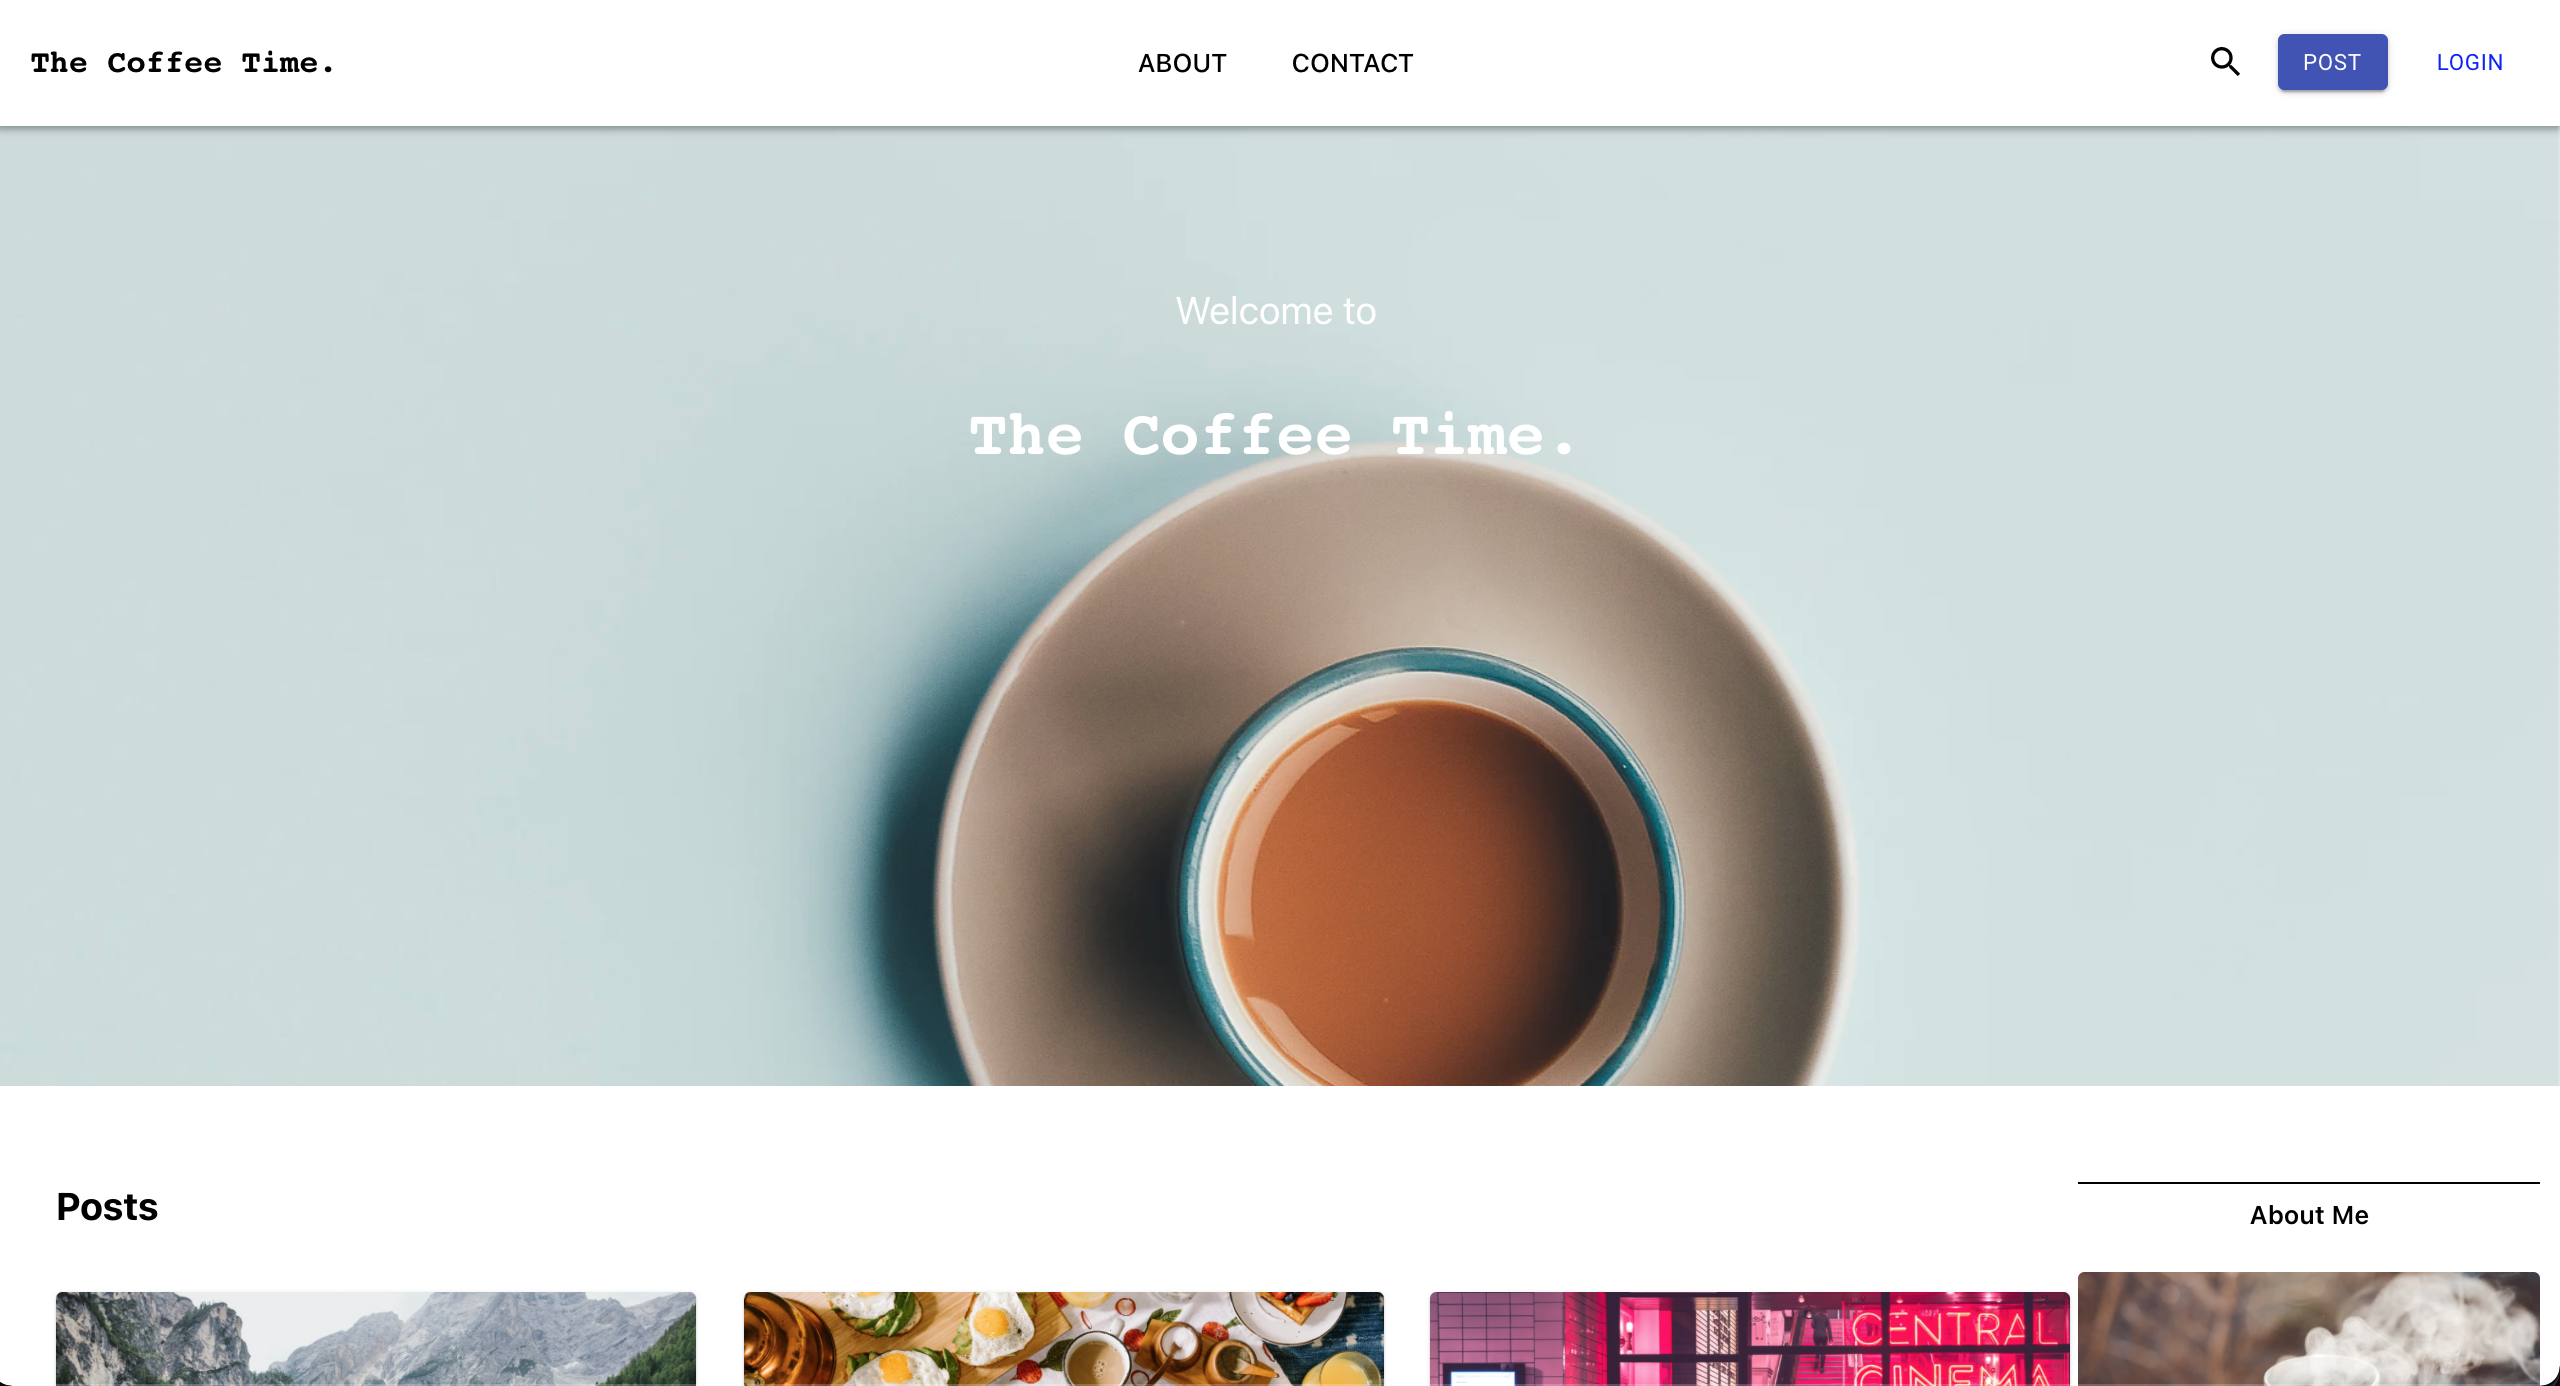 The Coffee Time.
ABOUT
CONTACT
POST
LOGIN
Welcome to
The Coffee Time.
Posts
About Me
CENTRAL
CINEMA